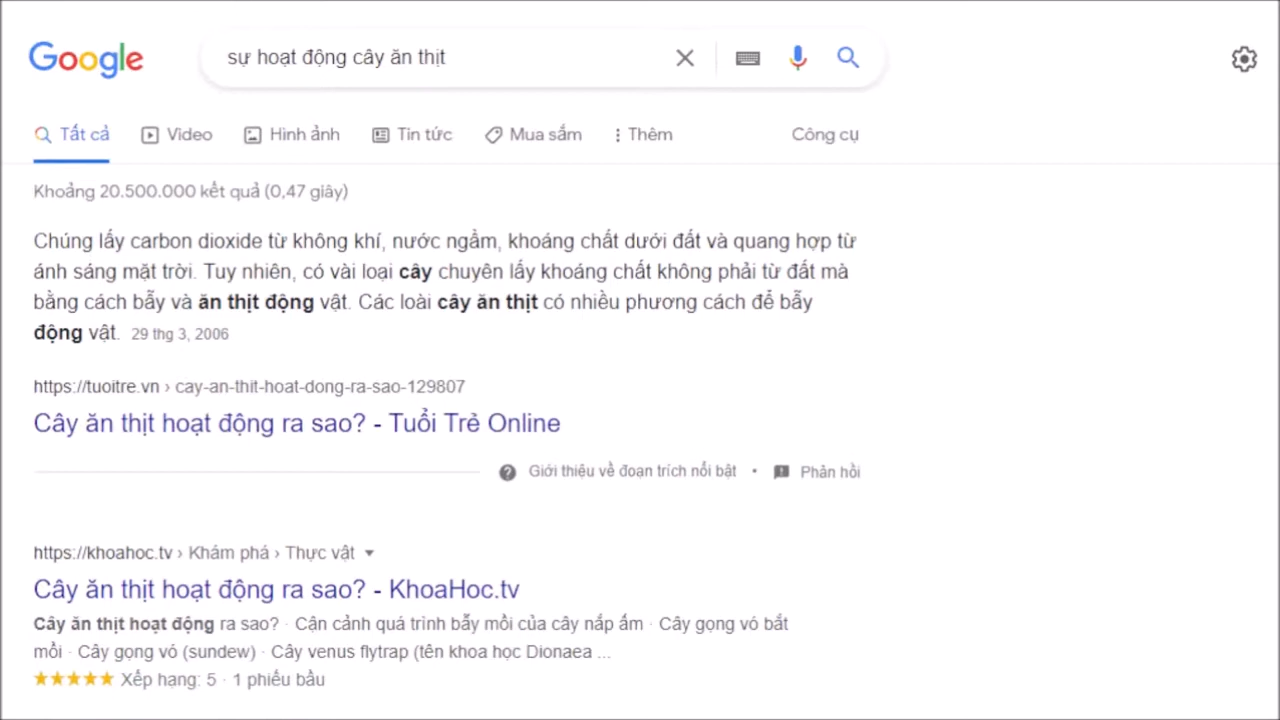 Google
sự hoạt động cây ăn thịt
Tất cả
Video
Hình ảnh
Tin tức
Mua sắm
Thêm
Công cụ
Khoảng 20.500.000 kết quả (0,47 giây)
Chúng lấy carbon dioxide từ không khí, nước ngầm, khoáng chất dưới đất và quang hợp từ
ánh sáng mặt trời. Tuy nhiên, có vài loại cây chuyên lấy khoáng chất không phải từ đất mà
bằng cách bẫy và ăn thịt động vật. Các loài cây ăn thịt có nhiều phương cách để bẫy
động vật. 29 thg 3, 2006
https://tuoitre.vn › cay-an-thit-hoat-dong-ra-sao-129807
Cây ăn thịt hoạt động ra sao? - Tuổi Trẻ Online
Giới thiệu về đoạn trích nổi bật • Phản hồi
https://khoahoc.tv › Khám phá › Thực vật
Cây ăn thịt hoạt động ra sao? - KhoaHoc.tv
Cây ăn thịt hoạt động ra sao? · Cận cảnh quá trình bẫy mồi của cây nắp ấm · Cây gọng vó bắt
mồi · Cây gọng vó (sundew) · Cây venus flytrap (tên khoa học Dionaea ...
Xếp hạng: 5 · 1 phiếu bầu